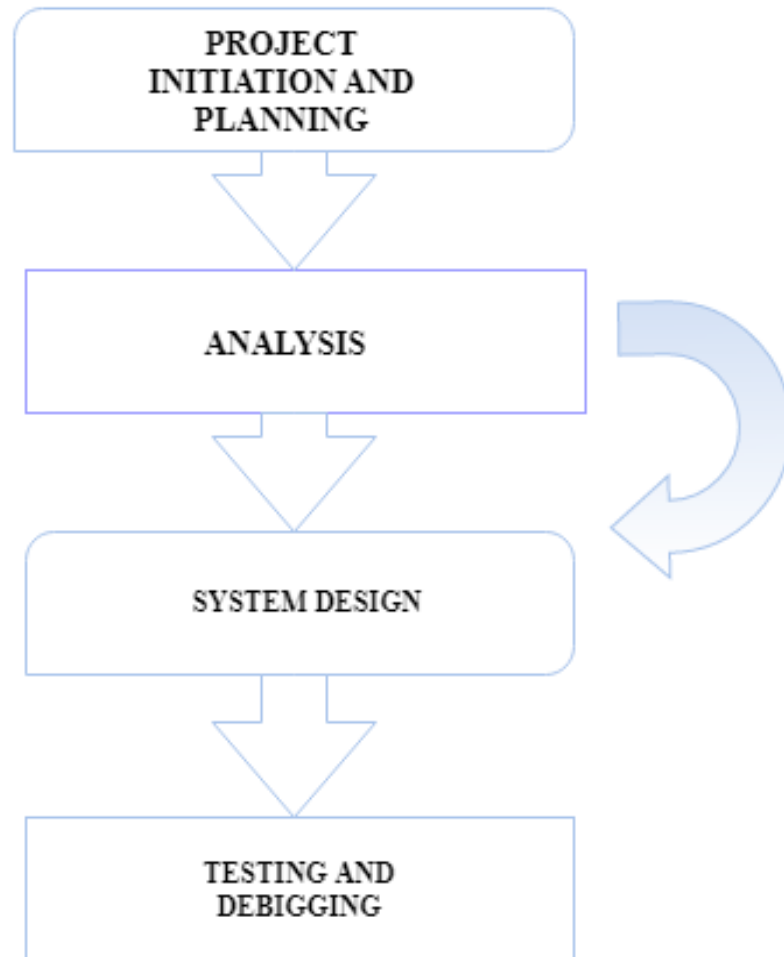 PROJECT
INITIATION AND
PLANNING
ANALYSIS
SYSTEM DESIGN
TESTING AND
DEBIGGING